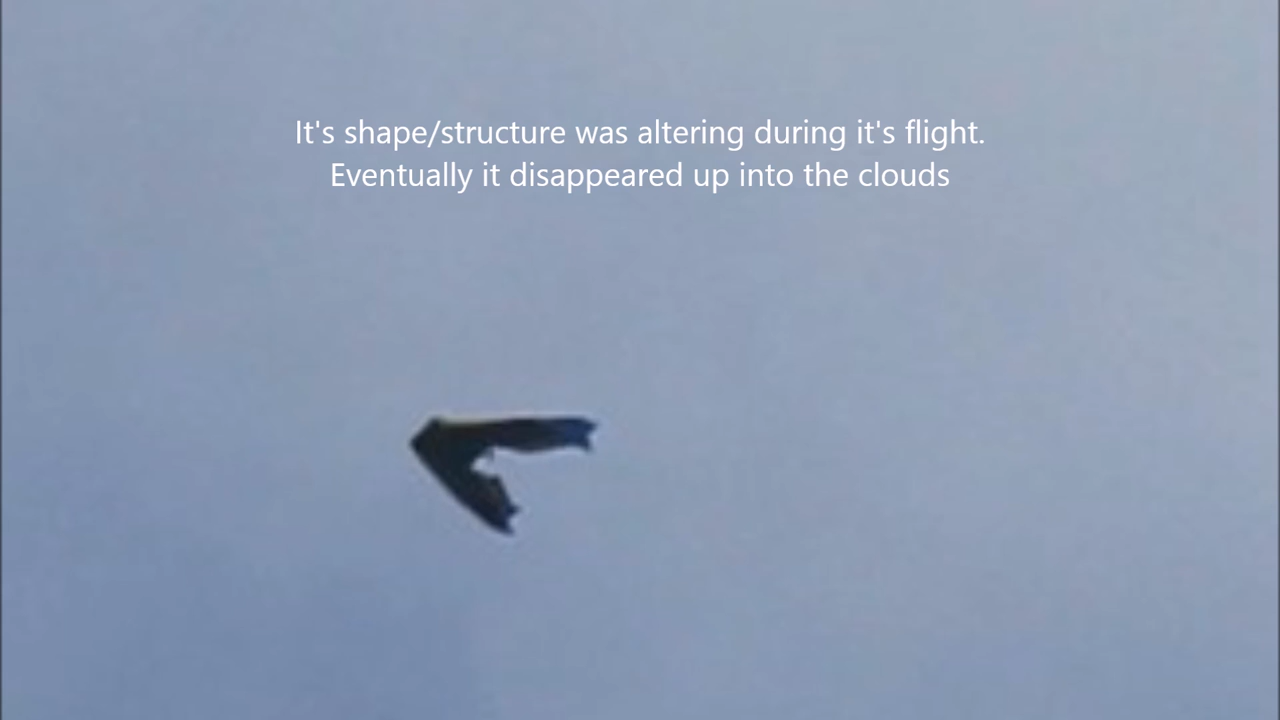 It's shape/structure was altering during it's flight.
Eventually it disappeared up into the clouds